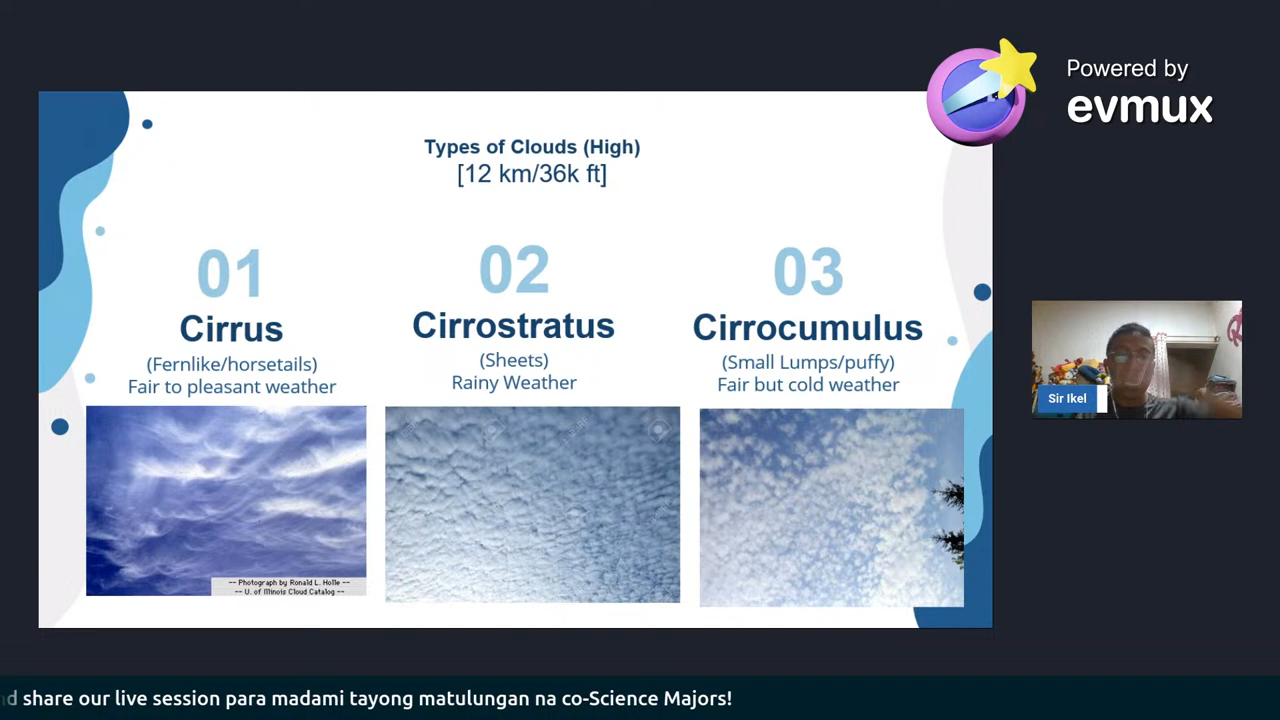 Powered by
evmux
Types of Clouds (High)
[12 km/36k ft]
01
Cirrus
(Fernlike/horsetails)
Fair to pleasant weather
02
Cirrostratus
(Sheets)
Rainy Weather
03
Cirrocumulus
(Small Lumps/puffy)
Fair but cold weather
-- Photograph by Ronald L. Holle --
-- U. of Illinois Cloud Catalog --
Sir Ikel
share our live session para madami tayong matulungan na co-Science Majors!